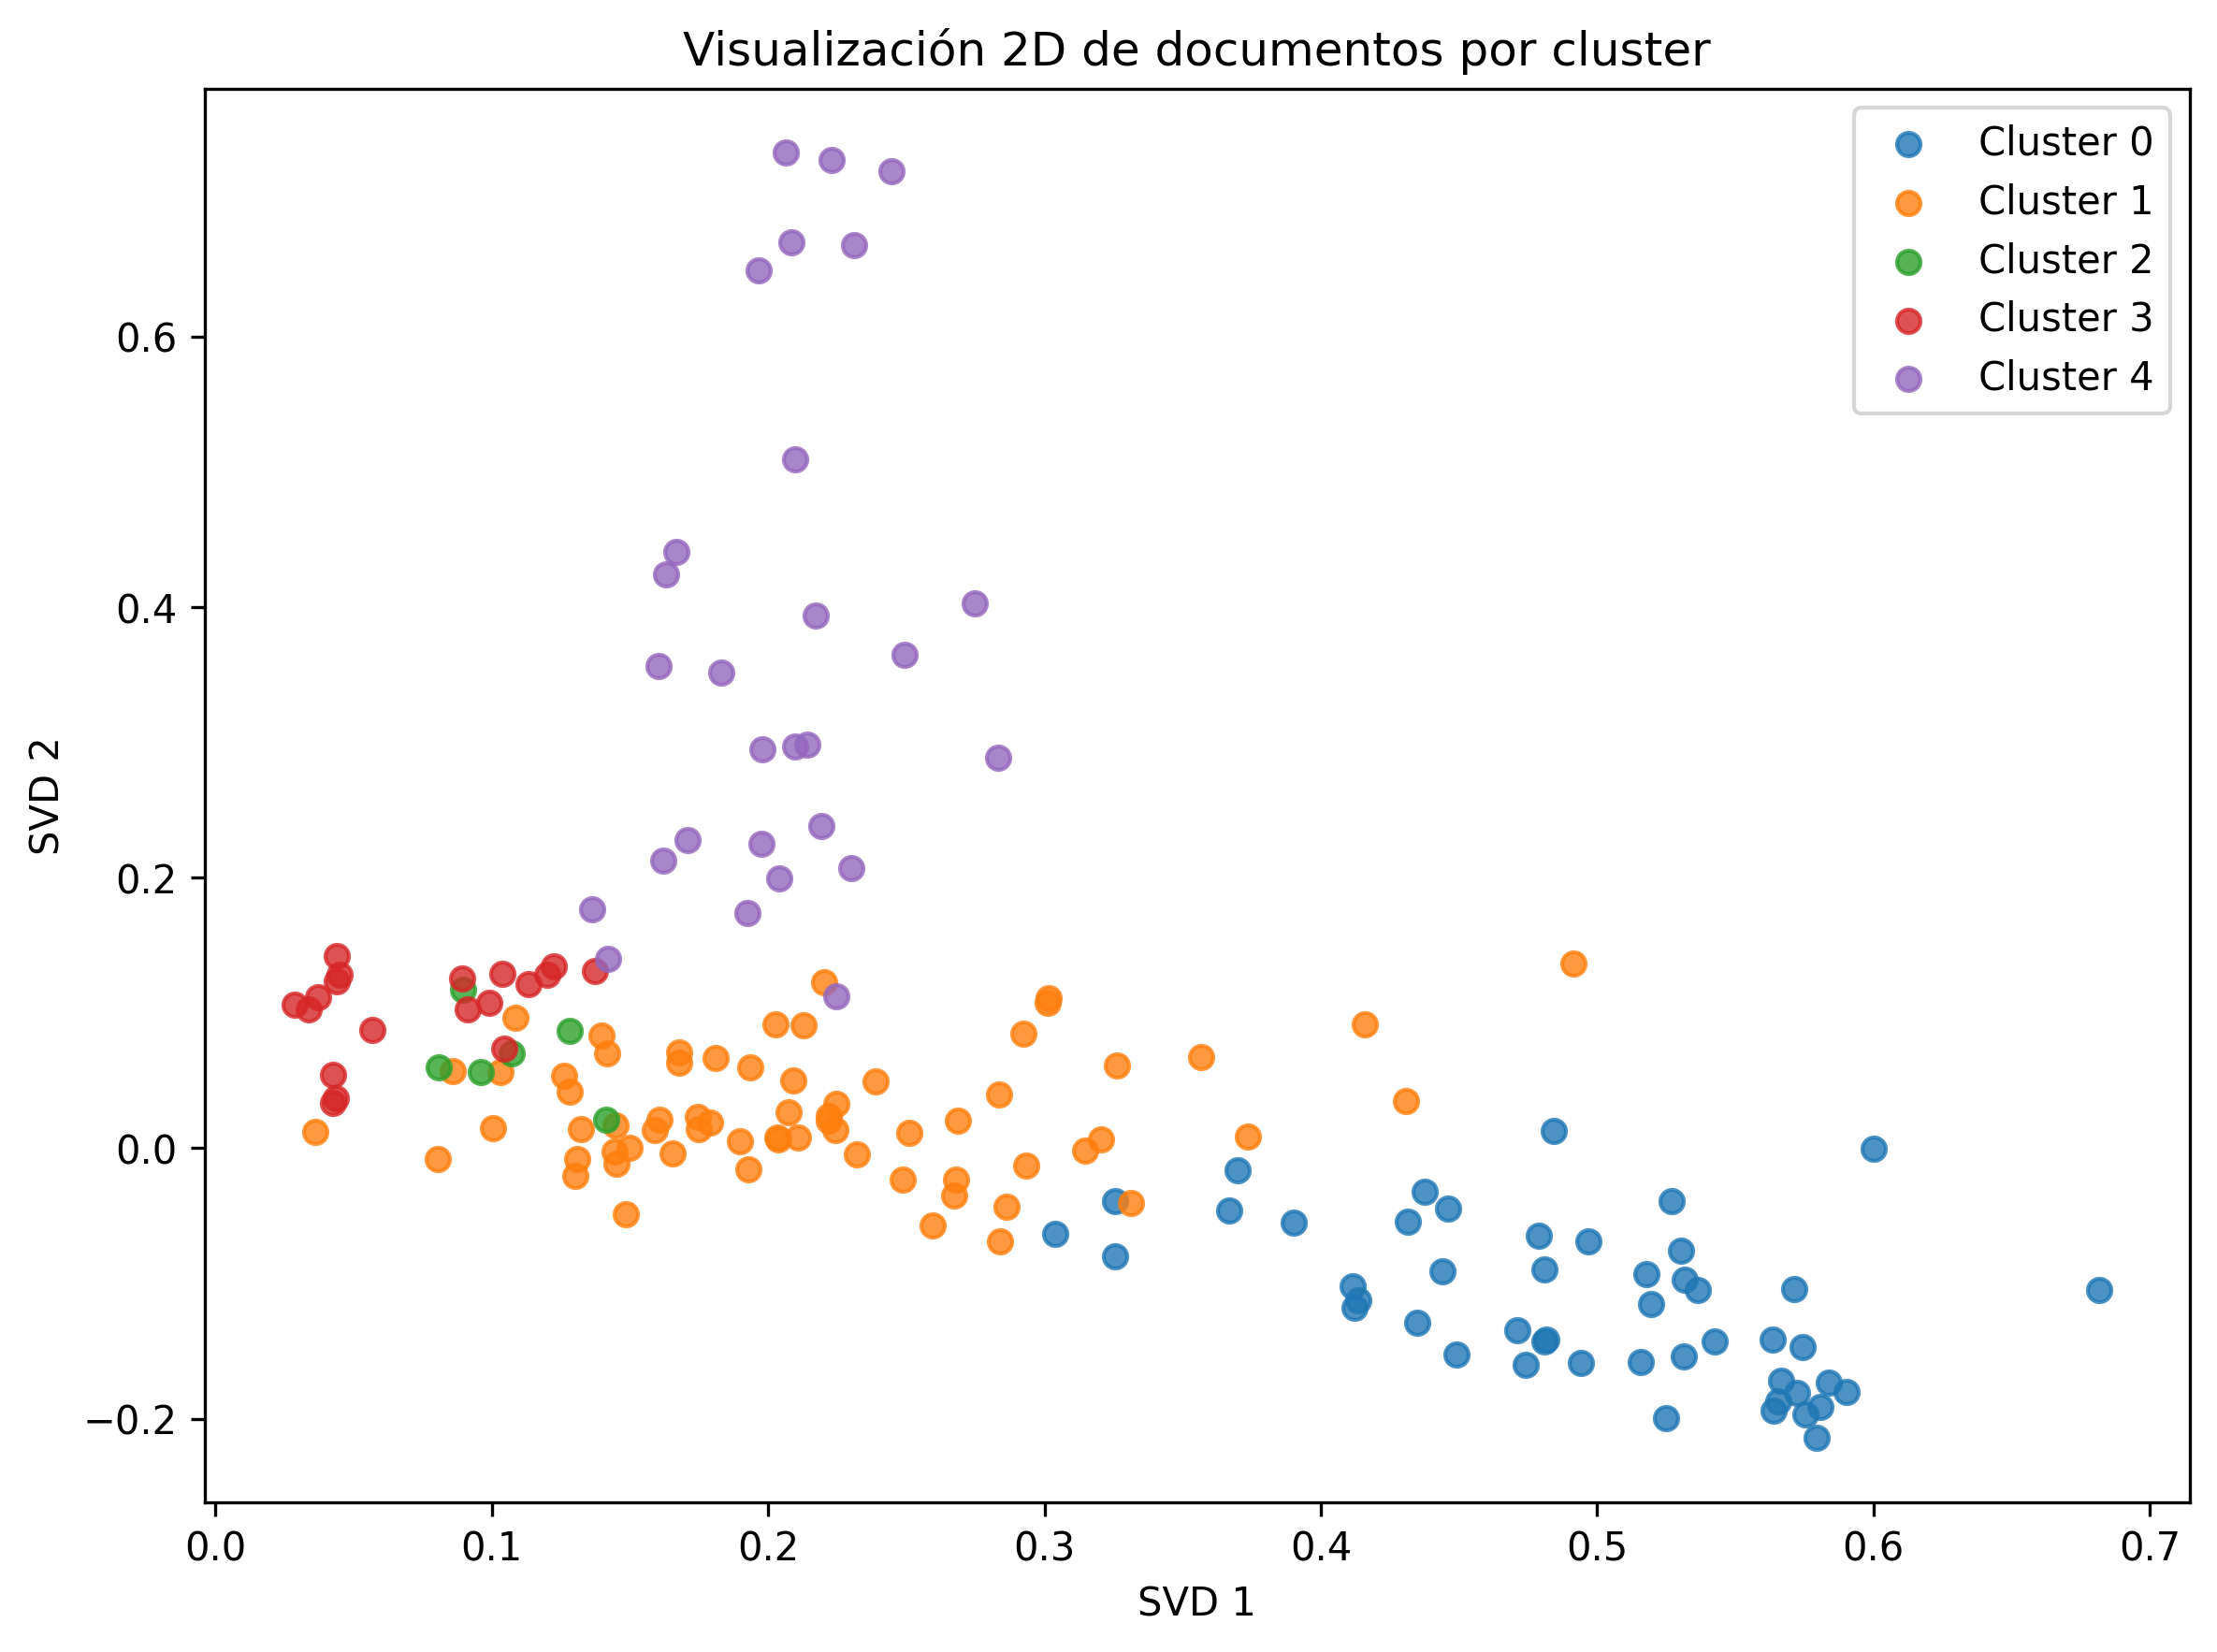 Visualización 2D de documentos por cluster
Cluster 0
Cluster 1
Cluster 2
Cluster 3
Cluster 4
SVD 2
0.6
0.4
0.2
0.0
−0.2
0.0 0.1 0.2 0.3 0.4 0.5 0.6 0.7
SVD 1